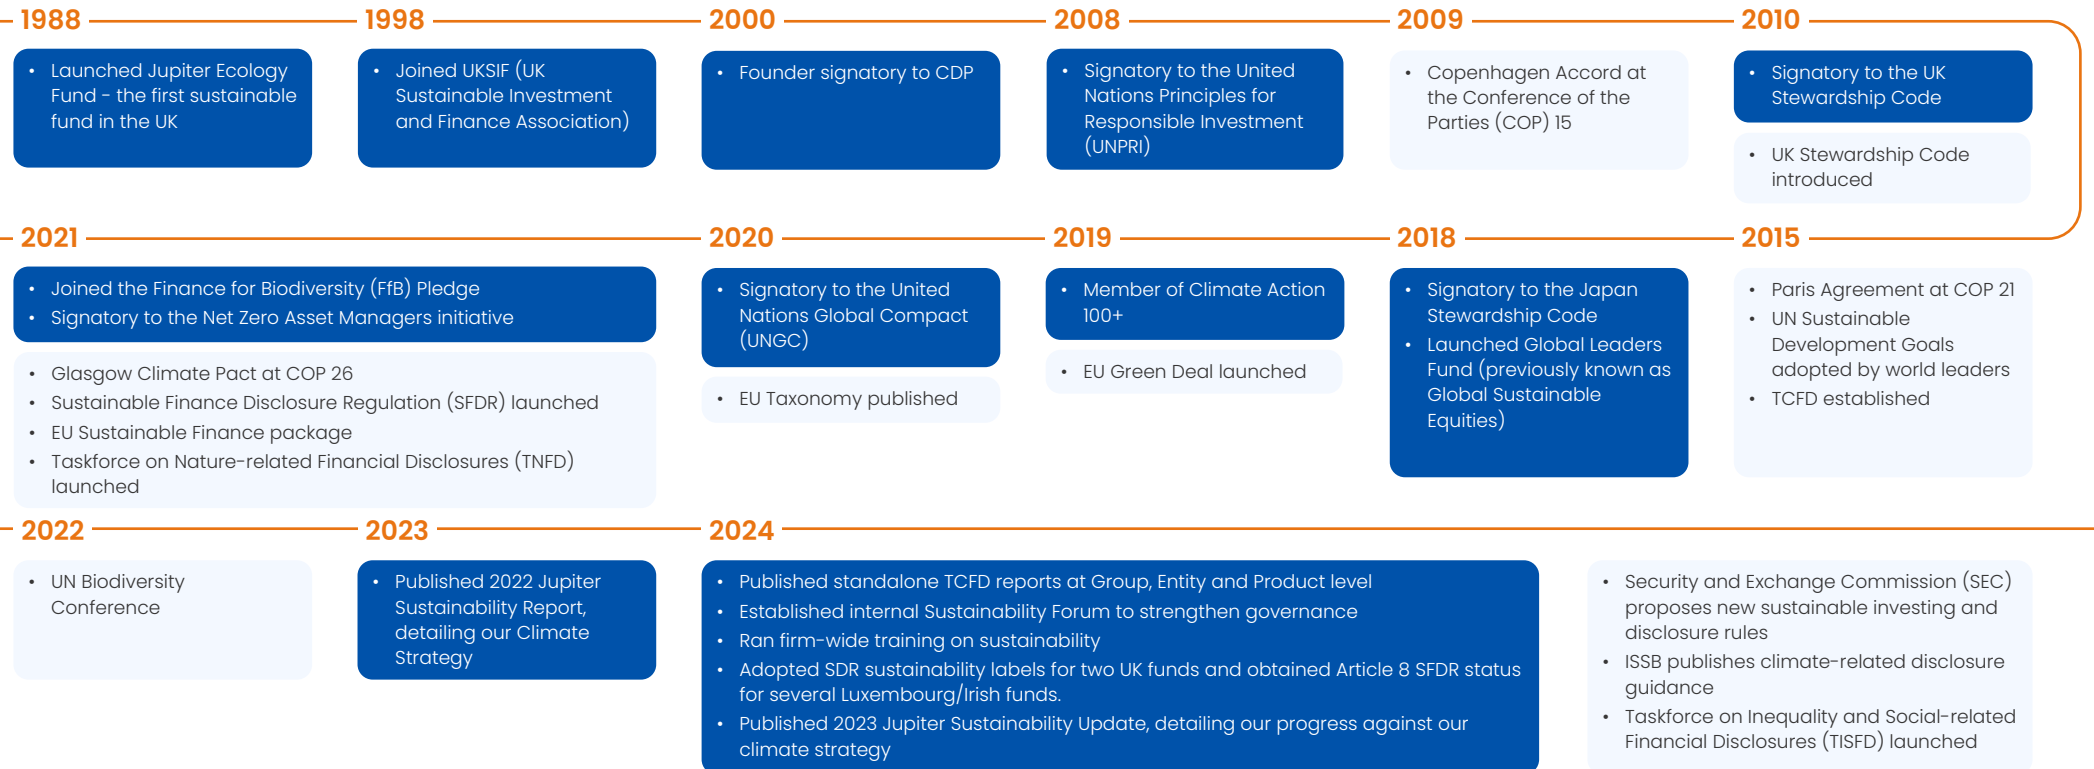 1988
• Launched Jupiter Ecology
Fund - the first sustainable
fund in the UK
1998
• Joined UKSIF (UK
Sustainable Investment
and Finance Association)
2000
• Founder signatory to CDP
2008
• Signatory to the United
Nations Principles for
Responsible Investment
(UNPRI)
2009
• Copenhagen Accord at
the Conference of the
Parties (COP) 15
2010
• Signatory to the UK
Stewardship Code
• UK Stewardship Code
introduced
2015
• Paris Agreement at COP 21
• UN Sustainable
Development Goals
adopted by world leaders
• TCFD established
2018
• Signatory to the Japan
Stewardship Code
• Launched Global Leaders
Fund (previously known as
Global Sustainable
Equities)
2019
• Member of Climate Action
100+
• EU Green Deal launched
2020
• Signatory to the United
Nations Global Compact
(UNGC)
• EU Taxonomy published
2021
• Joined the Finance for Biodiversity (FfB) Pledge
• Signatory to the Net Zero Asset Managers initiative
• Glasgow Climate Pact at COP 26
• Sustainable Finance Disclosure Regulation (SFDR) launched
• EU Sustainable Finance package
• Taskforce on Nature-related Financial Disclosures (TNFD)
launched
2022
• UN Biodiversity
Conference
2023
• Published 2022 Jupiter
Sustainability Report,
detailing our Climate
Strategy
2024
• Published standalone TCFD reports at Group, Entity and Product level
• Established internal Sustainability Forum to strengthen governance
• Ran firm-wide training on sustainability
• Adopted SDR sustainability labels for two UK funds and obtained Article 8 SFDR status
for several Luxembourg/Irish funds.
• Published 2023 Jupiter Sustainability Update, detailing our progress against our
climate strategy
• Security and Exchange Commission (SEC)
proposes new sustainable investing and
disclosure rules
• ISSB publishes climate-related disclosure
guidance
• Taskforce on Inequality and Social-related
Financial Disclosures (TISFD) launched